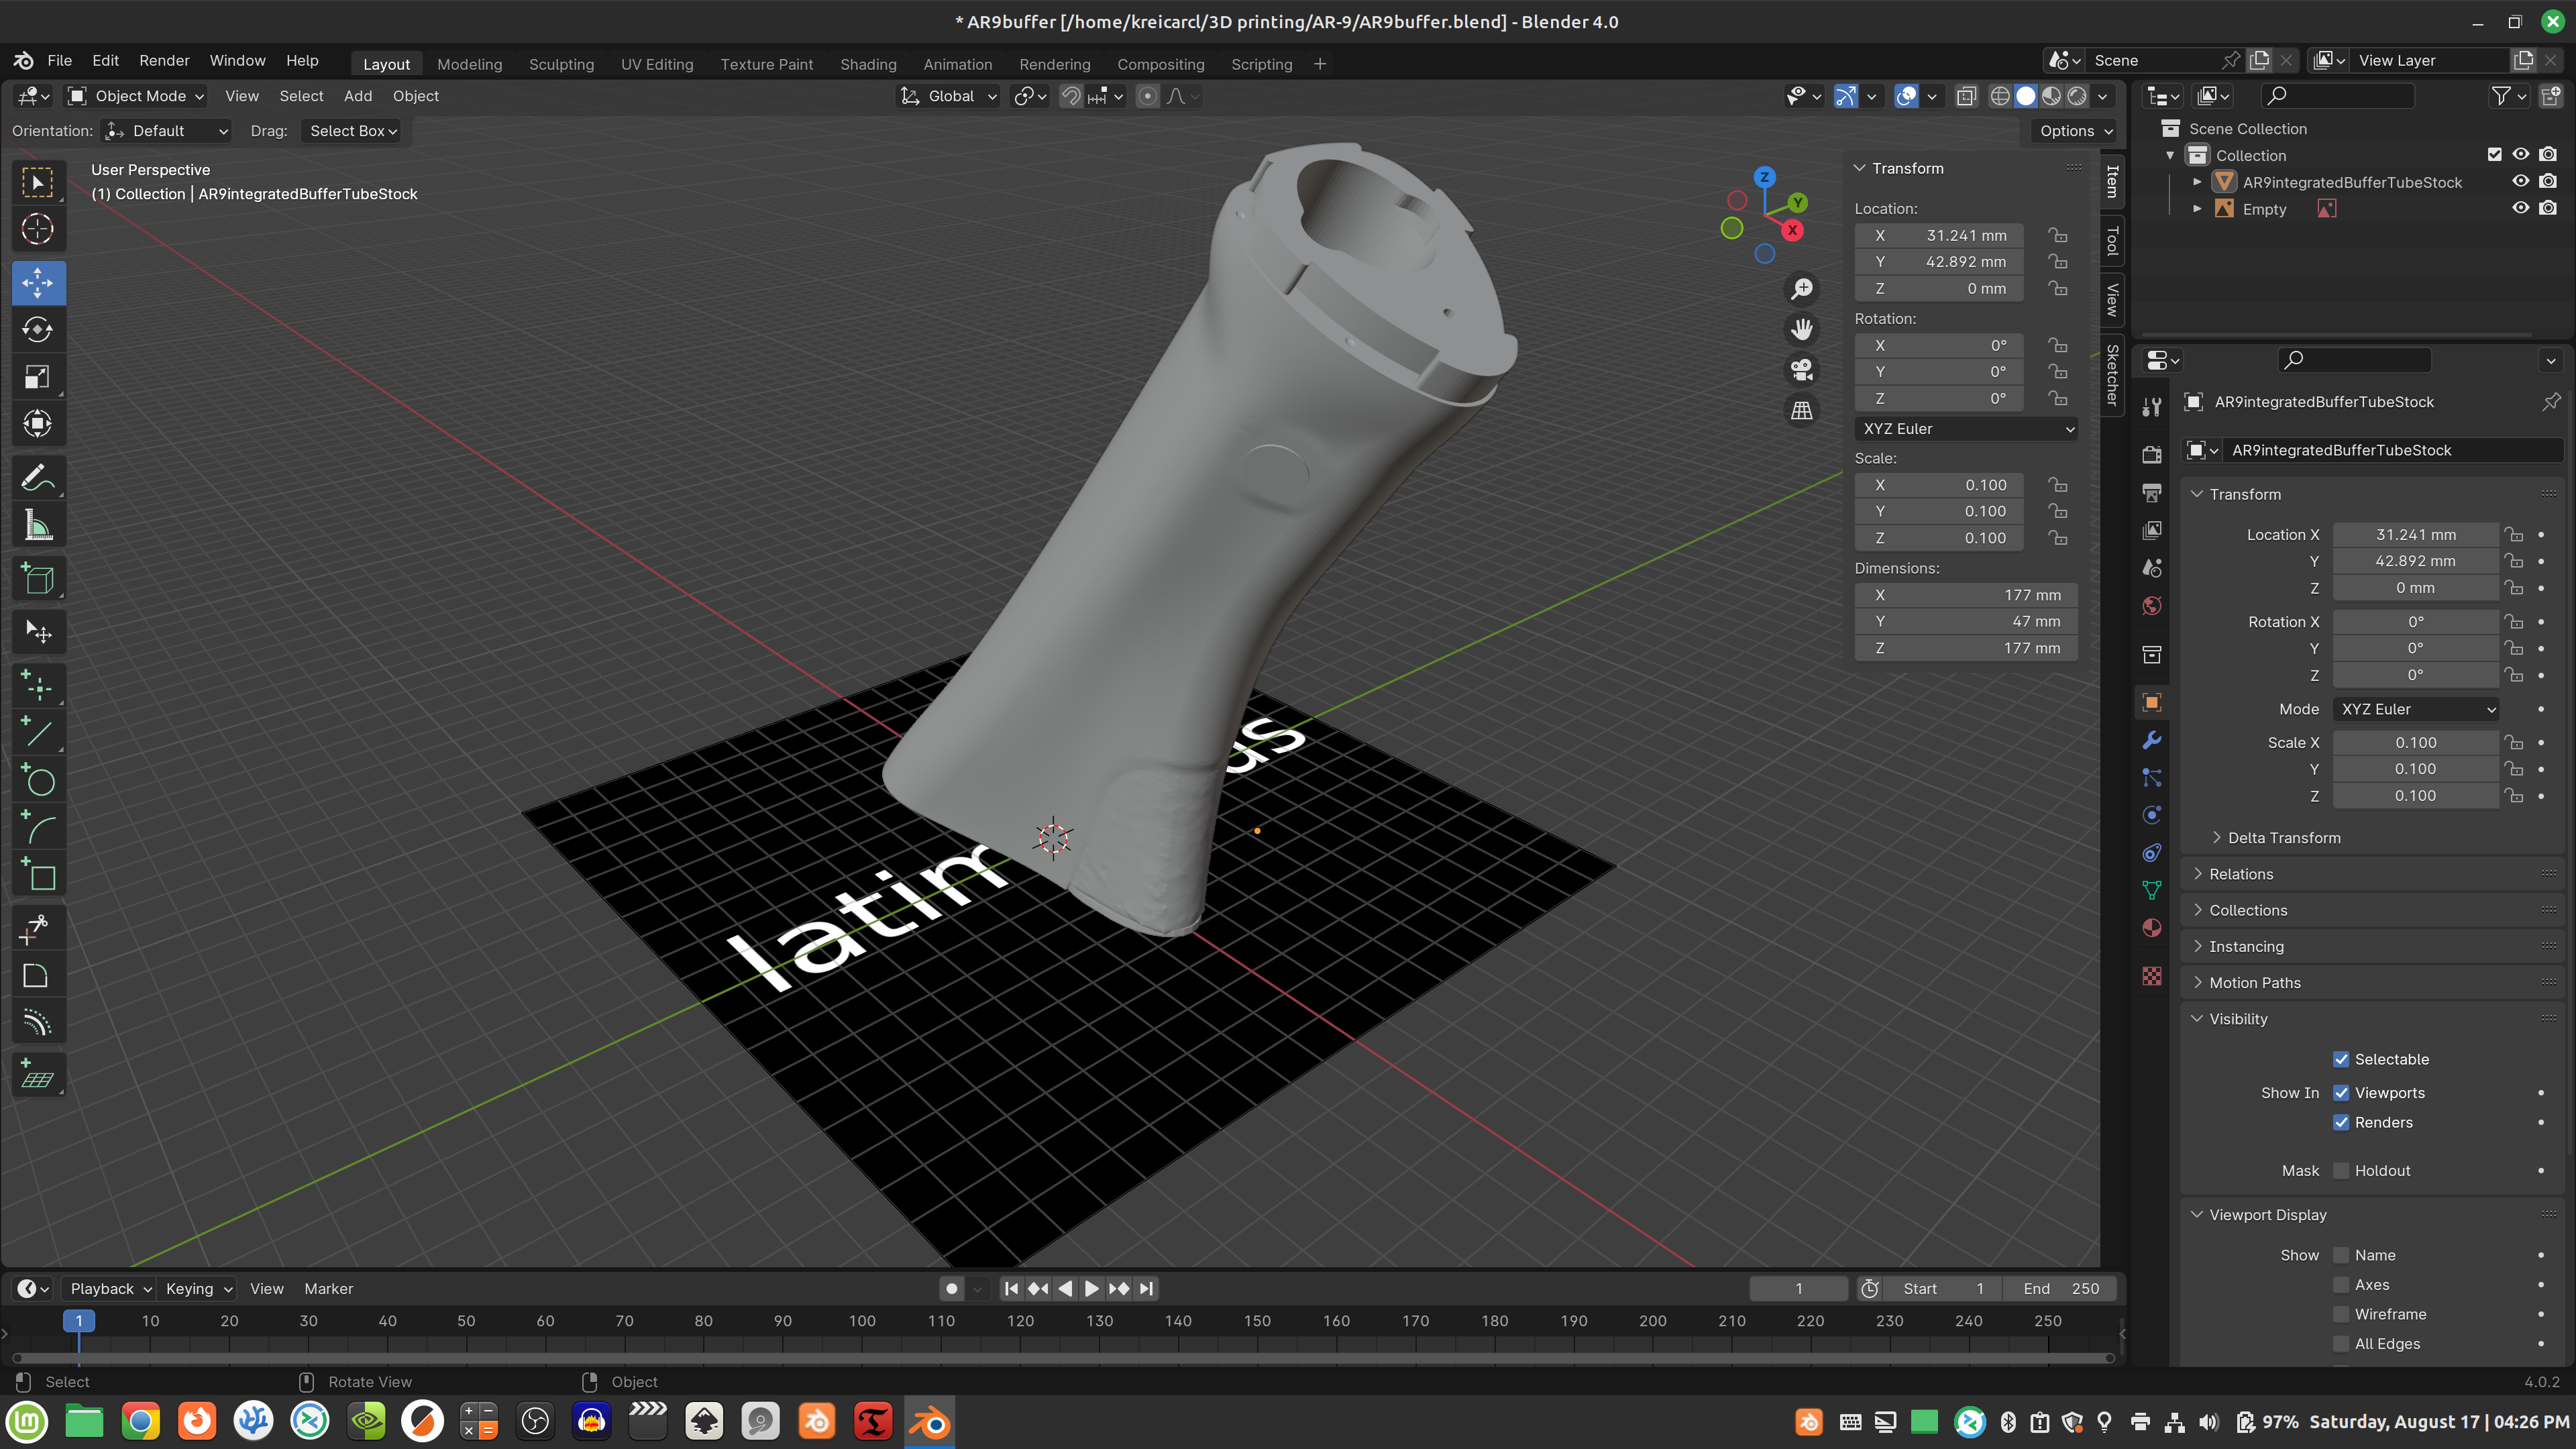 * AR9buffer [/home/kreicarcl/3D printing/AR-9/AR9buffer.blend] - Blender 4.0
File Edit Render Window Help Layout Modeling Sculpting UV Editing Texture Paint Shading Animation Rendering Compositing Scripting + Scene View Layer
Object Mode View Select Add Object Global
Orientation: Default Drag: Select Box Options
User Perspective
(1) Collection | AR9integratedBufferTubeStock
Z
Y
X
latim
as
Transform
Location:
X 31.241 mm
Y 42.892 mm
Z 0 mm
Rotation:
X 0°
Y 0°
Z 0°
XYZ Euler
Scale:
X 0.100
Y 0.100
Z 0.100
Dimensions:
X 177 mm
Y 47 mm
Z 177 mm
Item
Tool
View
Sketcher
Scene Collection
Collection
AR9integratedBufferTubeStock
Empty
AR9integratedBufferTubeStock
AR9integratedBufferTubeStock
Transform
Location X 31.241 mm
Y 42.892 mm
Z 0 mm
Rotation X 0°
Y 0°
Z 0°
Mode XYZ Euler
Scale X 0.100
Y 0.100
Z 0.100
Delta Transform
Relations
Collections
Instancing
Motion Paths
Visibility
Selectable
Show In Viewports
Renders
Mask Holdout
Viewport Display
Show Name
Axes
Wireframe
All Edges
Playback Keying View Marker 1 Start 1 End 250
1 10 20 30 40 50 60 70 80 90 100 110 120 130 140 150 160 170 180 190 200 210 220 230 240 250
Select Rotate View Object 4.0.2
97% Saturday, August 17 | 04:26 PM